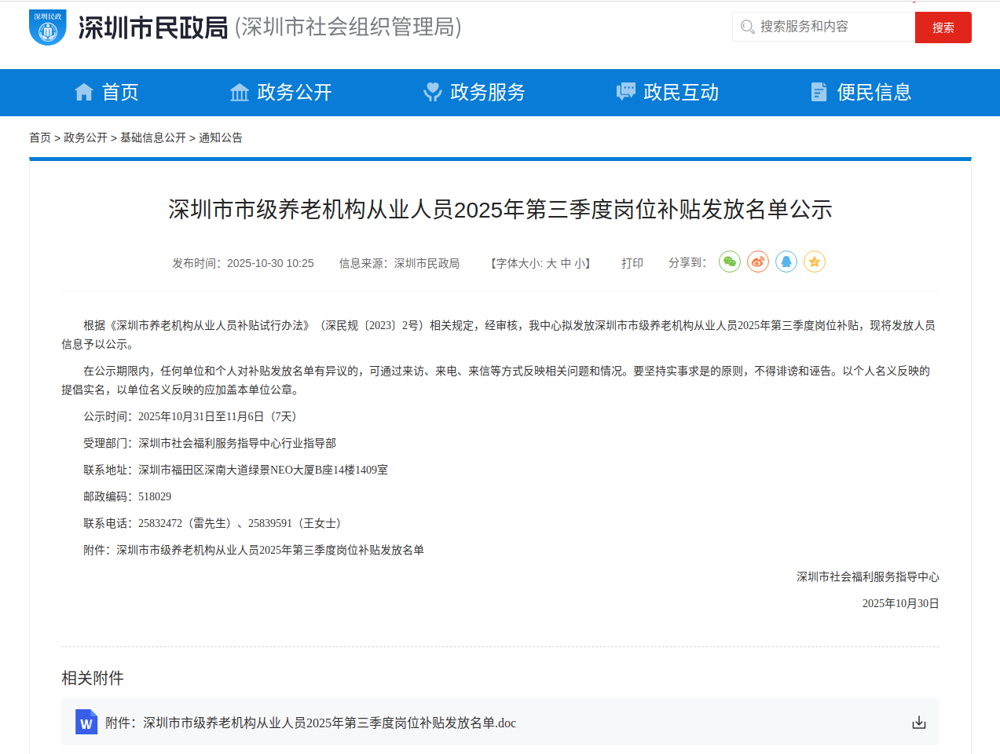 深圳民政
深圳市民政局 (深圳市社会组织管理局)
搜索服务和内容
搜索
首页
政务公开
政务服务
政民互动
便民信息
首页 > 政务公开 > 基础信息公开 > 通知公告
深圳市市级养老机构从业人员2025年第三季度岗位补贴发放名单公示
发布时间：2025-10-30 10:25 信息来源：深圳市民政局 【字体大小: 大 中 小】 打印 分享到：
根据《深圳市养老机构从业人员补贴试行办法》（深民规〔2023〕2号）相关规定，经审核，我中心拟发放深圳市市级养老机构从业人员2025年第三季度岗位补贴，现将发放人员
信息予以公示。
在公示期限内，任何单位和个人对补贴发放名单有异议的，可通过来访、来电、来信等方式反映相关问题和情况。要坚持实事求是的原则，不得诽谤和诬告。以个人名义反映的
提倡实名，以单位名义反映的应加盖本单位公章。
公示时间：2025年10月31日至11月6日（7天）
受理部门：深圳市社会福利服务指导中心行业指导部
联系地址：深圳市福田区深南大道绿景NEO大厦B座14楼1409室
邮政编码：518029
联系电话：25832472（雷先生）、25839591（王女士）
附件：深圳市市级养老机构从业人员2025年第三季度岗位补贴发放名单
深圳市社会福利服务指导中心
2025年10月30日
相关附件
W 附件：深圳市市级养老机构从业人员2025年第三季度岗位补贴发放名单.doc